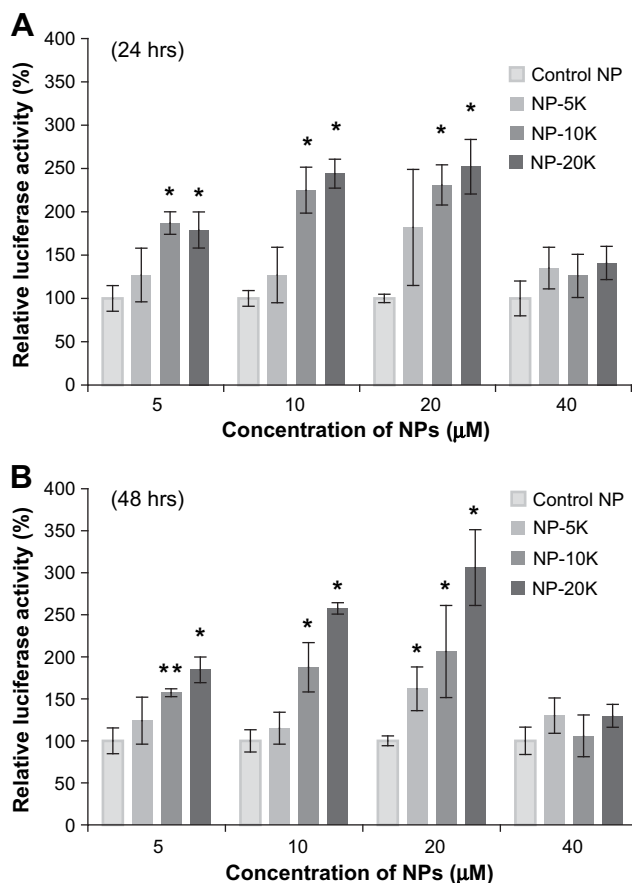 A
(24 hrs)
Relative luciferase activity (%)
400
350
300
250
200
150
100
50
0
Control NP
NP-5K
NP-10K
NP-20K
* *
* *
* *
5 10 20 40
Concentration of NPs (μM)
B
(48 hrs)
Relative luciferase activity (%)
400
350
300
250
200
150
100
50
0
Control NP
NP-5K
NP-10K
NP-20K
** *
* *
* * *
5 10 20 40
Concentration of NPs (μM)